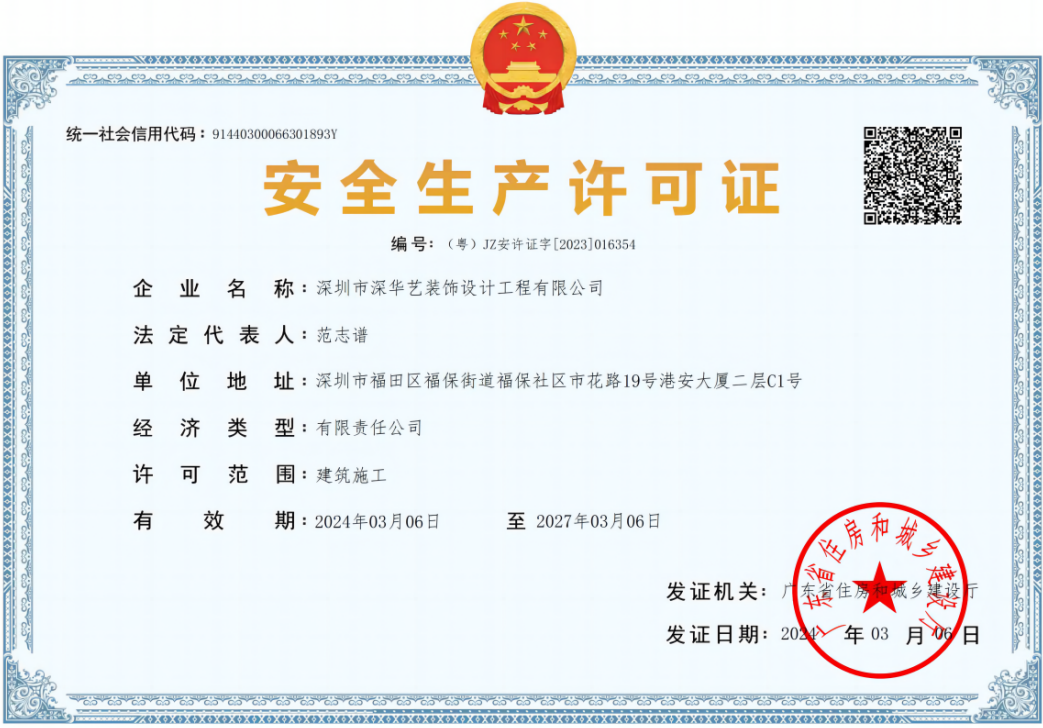 统一社会信用代码：91440300066301893Y
安全生产许可证
编号：（粤）JZ安许证字[2023]016354
企业名称：深圳市深华艺装饰设计工程有限公司
法定代表人：范志谱
单位地址：深圳市福田区福保街道福保社区市花路19号港安大厦二层C1号
经济类型：有限责任公司
许可范围：建筑施工
有效期：2024年03月06日 至 2027年03月06日
发证机关：广东省住房和城乡建设厅
发证日期：2024 年 03 月 06 日
广东省住房和城乡建设厅